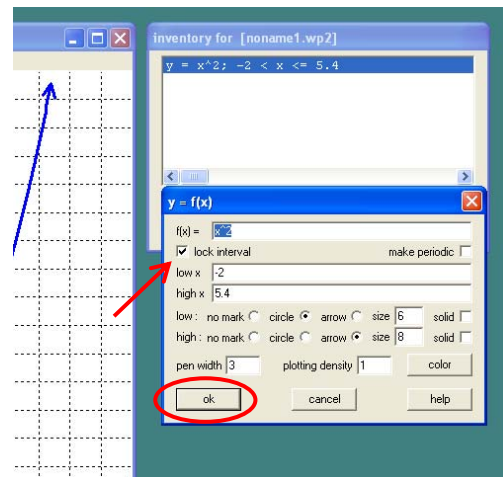 inventory for [noname1.wp2]
y = x^2; -2 < x <= 5.4
y = f(x)
f(x) = x^2
lock interval make periodic
low x -2
high x 5.4
low : no mark circle arrow size 6 solid
high : no mark circle arrow size 8 solid
pen width 3 plotting density 1 color
ok cancel help